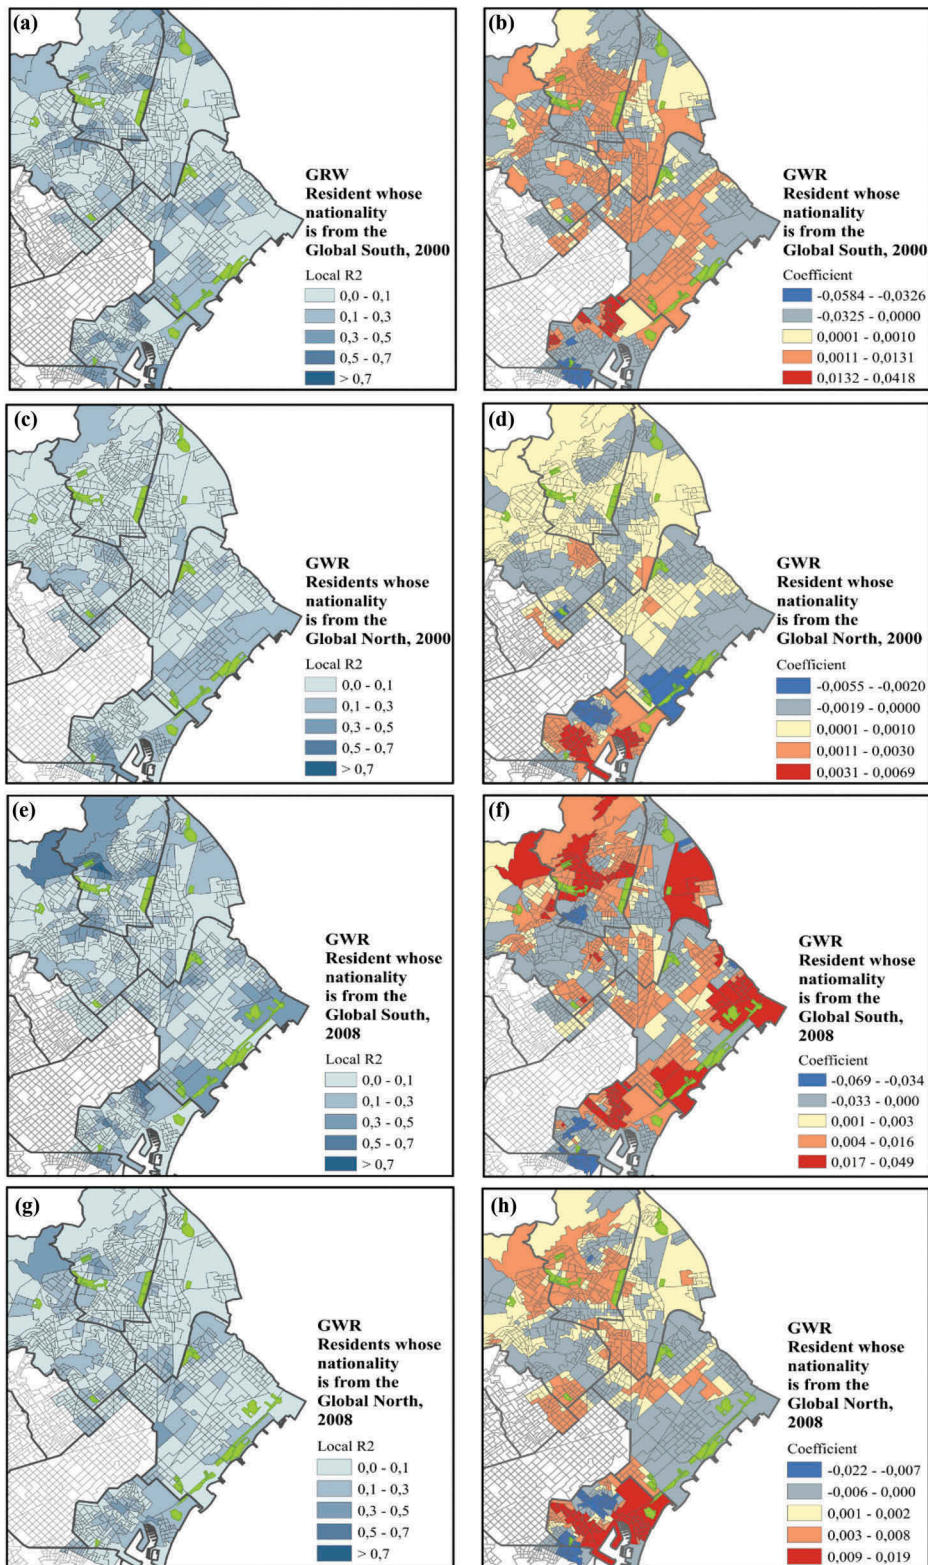 (a)
GRW
Resident whose
nationality
is from the
Global South, 2000
Local R2
0,0 - 0,1
0,1 - 0,3
0,3 - 0,5
0,5 - 0,7
> 0,7
(b)
GWR
Resident whose
nationality
is from the
Global South, 2000
Coefficient
-0,0584 - -0,0326
-0,0325 - 0,0000
0,0001 - 0,0010
0,0011 - 0,0131
0,0132 - 0,0418
(c)
GWR
Residents whose
nationality
is from the
Global North, 2000
Local R2
0,0 - 0,1
0,1 - 0,3
0,3 - 0,5
0,5 - 0,7
> 0,7
(d)
GWR
Resident whose
nationality
is from the
Global North, 2000
Coefficient
-0,0055 - -0,0020
-0,0019 - 0,0000
0,0001 - 0,0010
0,0011 - 0,0030
0,0031 - 0,0069
(e)
GWR
Resident whose
nationality
is from the
Global South,
2008
Local R2
0,0 - 0,1
0,1 - 0,3
0,3 - 0,5
0,5 - 0,7
> 0,7
(f)
GWR
Resident whose
natiomality
is from the
Global South,
2008
Coefficient
-0,069 - -0,034
-0,033 - 0,000
0,001 - 0,003
0,004 - 0,016
0,017 - 0,049
(g)
GWR
Residents whose
nationality
is from the
Global North,
2008
Local R2
0,0 - 0,1
0,1 - 0,3
0,3 - 0,5
0,5 - 0,7
> 0,7
(h)
GWR
Resident whose
nationality
is from the
Global North,
2008
Coefficient
-0,022 - -0,007
-0,006 - 0,000
0,001 - 0,002
0,003 - 0,008
0,009 - 0,019